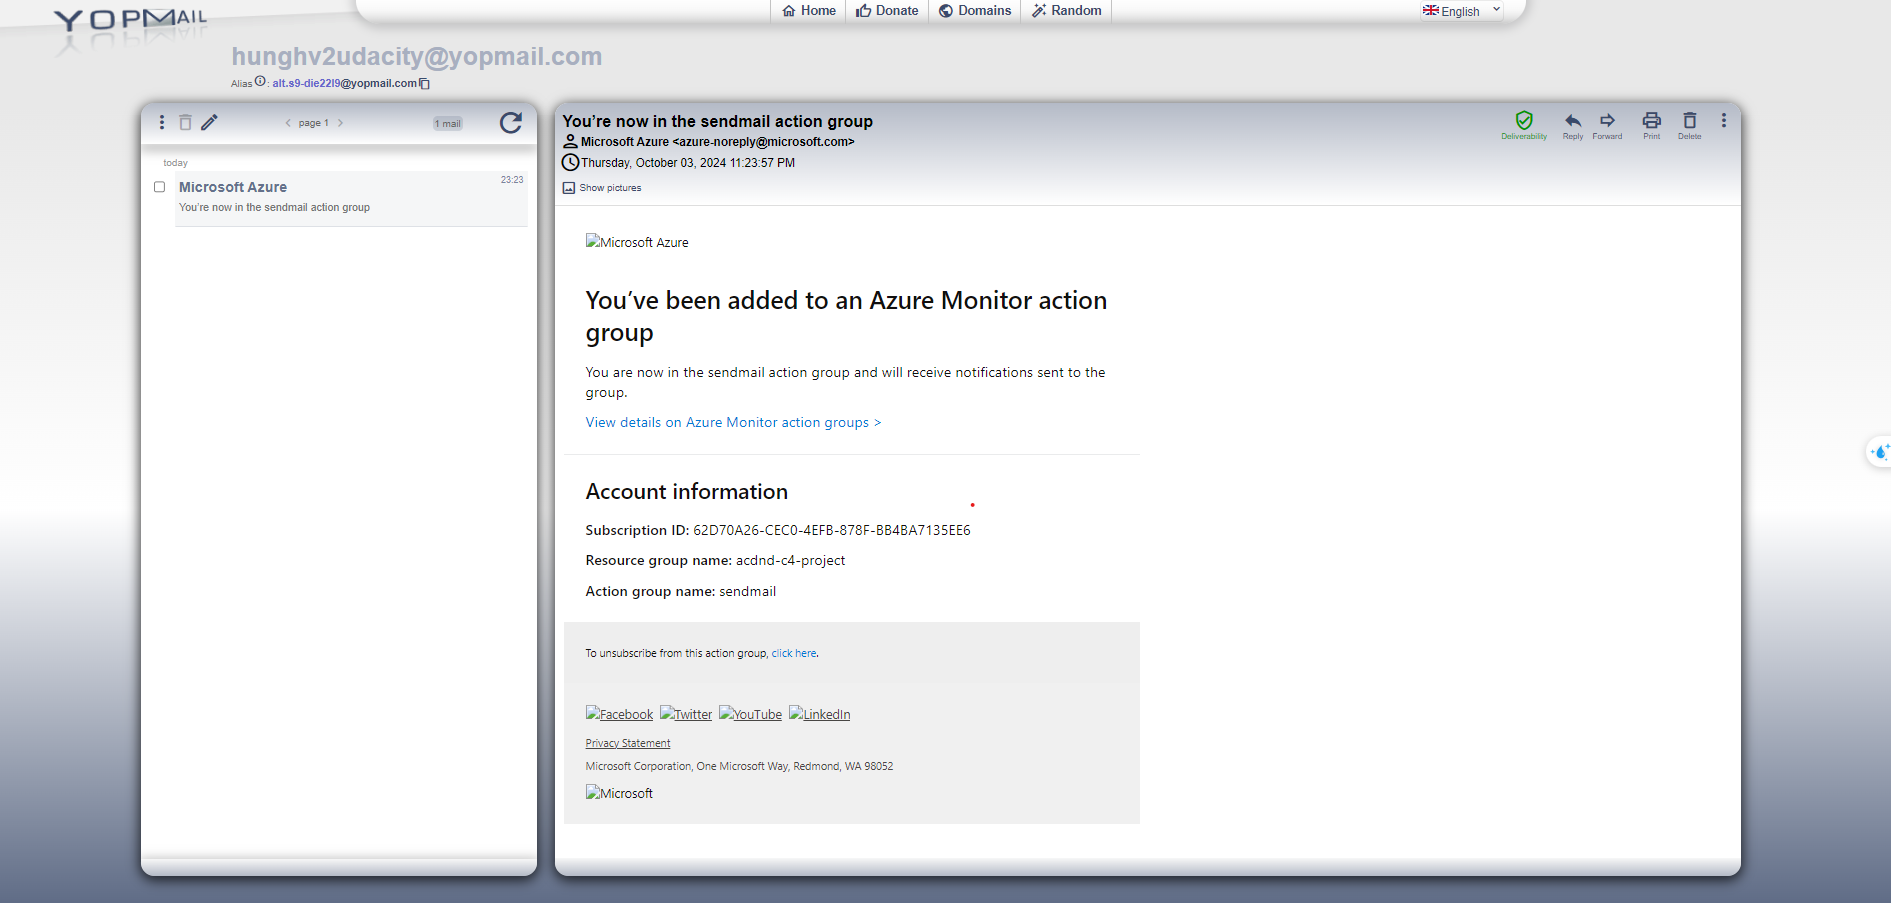 YOPMAIL
Home
Donate
Domains
Random
English
hunghv2udacity@yopmail.com
Alias : alt.s9-die22l9@yopmail.com
page 1
1 mail
today
Microsoft Azure
23:23
You're now in the sendmail action group
You're now in the sendmail action group
Microsoft Azure <azure-noreply@microsoft.com>
Thursday, October 03, 2024 11:23:57 PM
Show pictures
Deliverability
Reply
Forward
Print
Delete
Microsoft Azure
You've been added to an Azure Monitor action
group
You are now in the sendmail action group and will receive notifications sent to the
group.
View details on Azure Monitor action groups >
Account information
Subscription ID: 62D70A26-CEC0-4EFB-878F-BB4BA7135EE6
Resource group name: acdnd-c4-project
Action group name: sendmail
To unsubscribe from this action group, click here.
Facebook Twitter YouTube LinkedIn
Privacy Statement
Microsoft Corporation, One Microsoft Way, Redmond, WA 98052
Microsoft